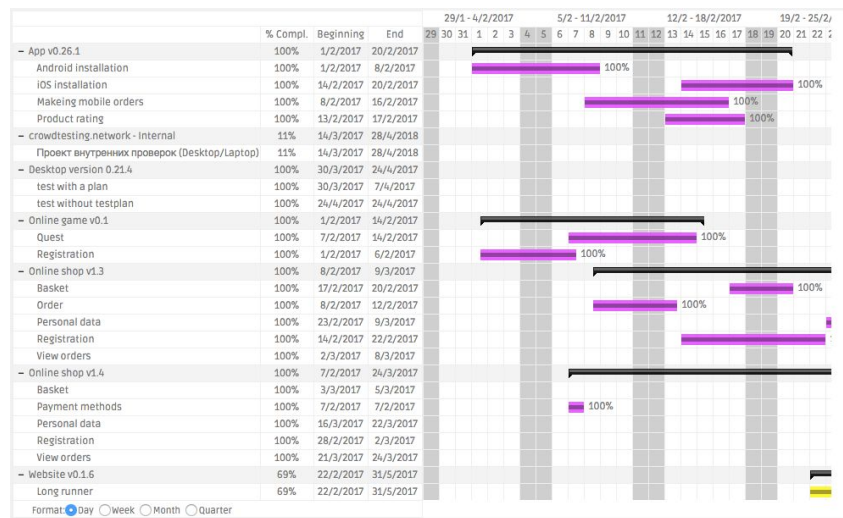 29/1 - 4/2/2017 5/2 - 11/2/2017 12/2 - 18/2/2017 19/2 - 25/2/
% Compl. Beginning End 29 30 31 1 2 3 4 5 6 7 8 9 10 11 12 13 14 15 16 17 18 19 20 21 22
– App v0.26.1 100% 1/2/2017 20/2/2017
Android installation 100% 1/2/2017 8/2/2017 100%
iOS installation 100% 14/2/2017 20/2/2017 100%
Makeing mobile orders 100% 8/2/2017 16/2/2017 100%
Product rating 100% 13/2/2017 17/2/2017 100%
– crowdtesting.network - Internal 11% 14/3/2017 28/4/2018
Проект внутренних проверок (Desktop/Laptop) 11% 14/3/2017 28/4/2018
– Desktop version 0.21.4 100% 30/3/2017 24/4/2017
test with a plan 100% 30/3/2017 7/4/2017
test without testplan 100% 24/4/2017 24/4/2017
– Online game v0.1 100% 1/2/2017 14/2/2017
Quest 100% 7/2/2017 14/2/2017 100%
Registration 100% 1/2/2017 6/2/2017 100%
– Online shop v1.3 100% 8/2/2017 9/3/2017
Basket 100% 17/2/2017 20/2/2017 100%
Order 100% 8/2/2017 12/2/2017 100%
Personal data 100% 23/2/2017 9/3/2017
Registration 100% 14/2/2017 22/2/2017
View orders 100% 2/3/2017 8/3/2017
– Online shop v1.4 100% 7/2/2017 24/3/2017
Basket 100% 3/3/2017 5/3/2017
Payment methods 100% 7/2/2017 7/2/2017 100%
Personal data 100% 16/3/2017 22/3/2017
Registration 100% 28/2/2017 2/3/2017
View orders 100% 21/3/2017 24/3/2017
– Website v0.1.6 69% 22/2/2017 31/5/2017
Long runner 69% 22/2/2017 31/5/2017
Format: Day Week Month Quarter